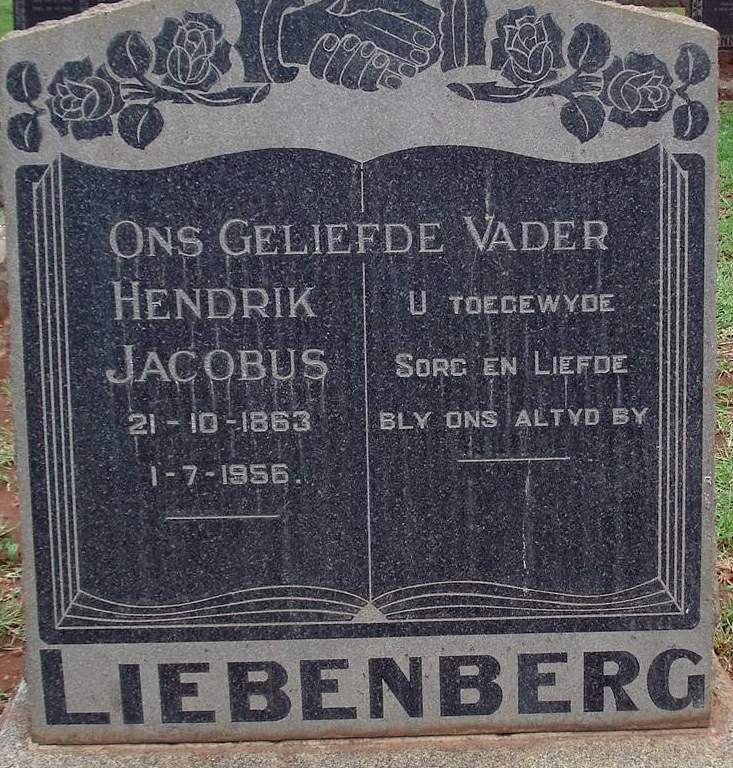 ONS GELIEFDE VADER
HENDRIK
JACOBUS
21-10-1863
1-7-1956.
U TOEGEWYDE
SORG EN LIEFDE
BLY ONS ALTYD BY
LIEBENBERG